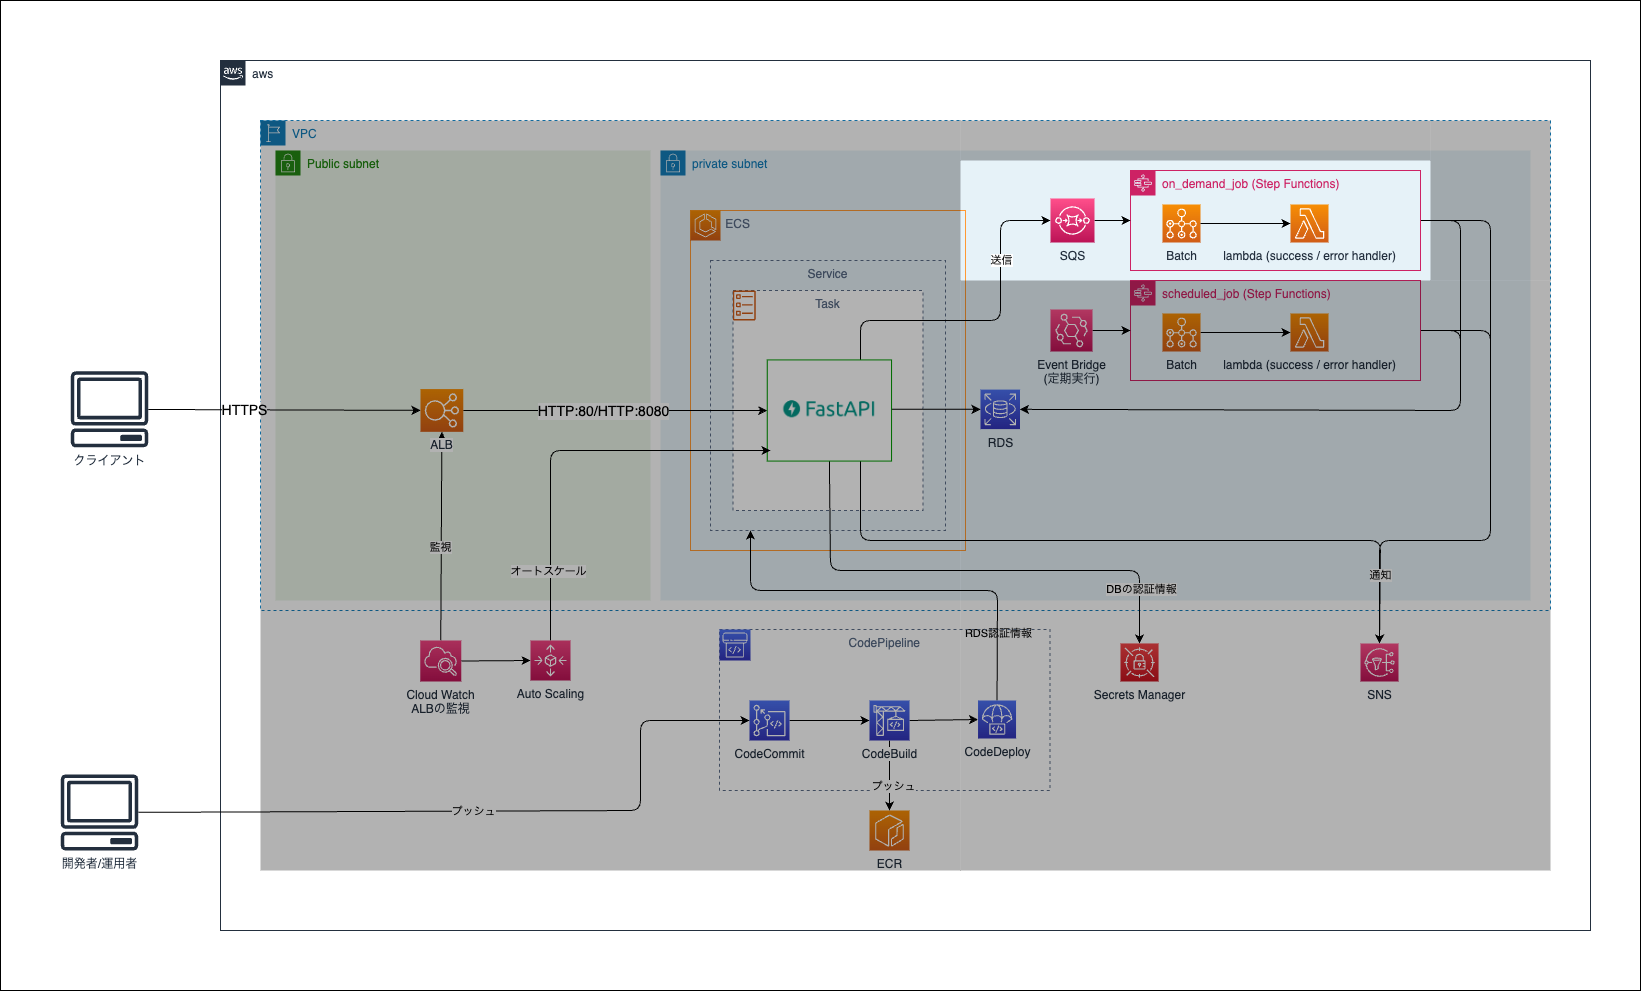 aws
aws
VPC
Public subnet
private subnet
on_demand_job (Step Functions)
ECS
SQS
Batch
lambda (success / error handler)
送信
Service
Task
scheduled_job (Step Functions)
Event Bridge
(定期実行)
Batch
lambda (success / error handler)
クライアント
HTTPS
ALB
HTTP:80/HTTP:8080
FastAPI
RDS
監視
オートスケール
DBの認証情報
通知
RDS認証情報
CodePipeline
Cloud Watch
ALBの監視
Auto Scaling
Secrets Manager
SNS
CodeCommit
CodeBuild
CodeDeploy
プッシュ
プッシュ
開発者/運用者
ECR